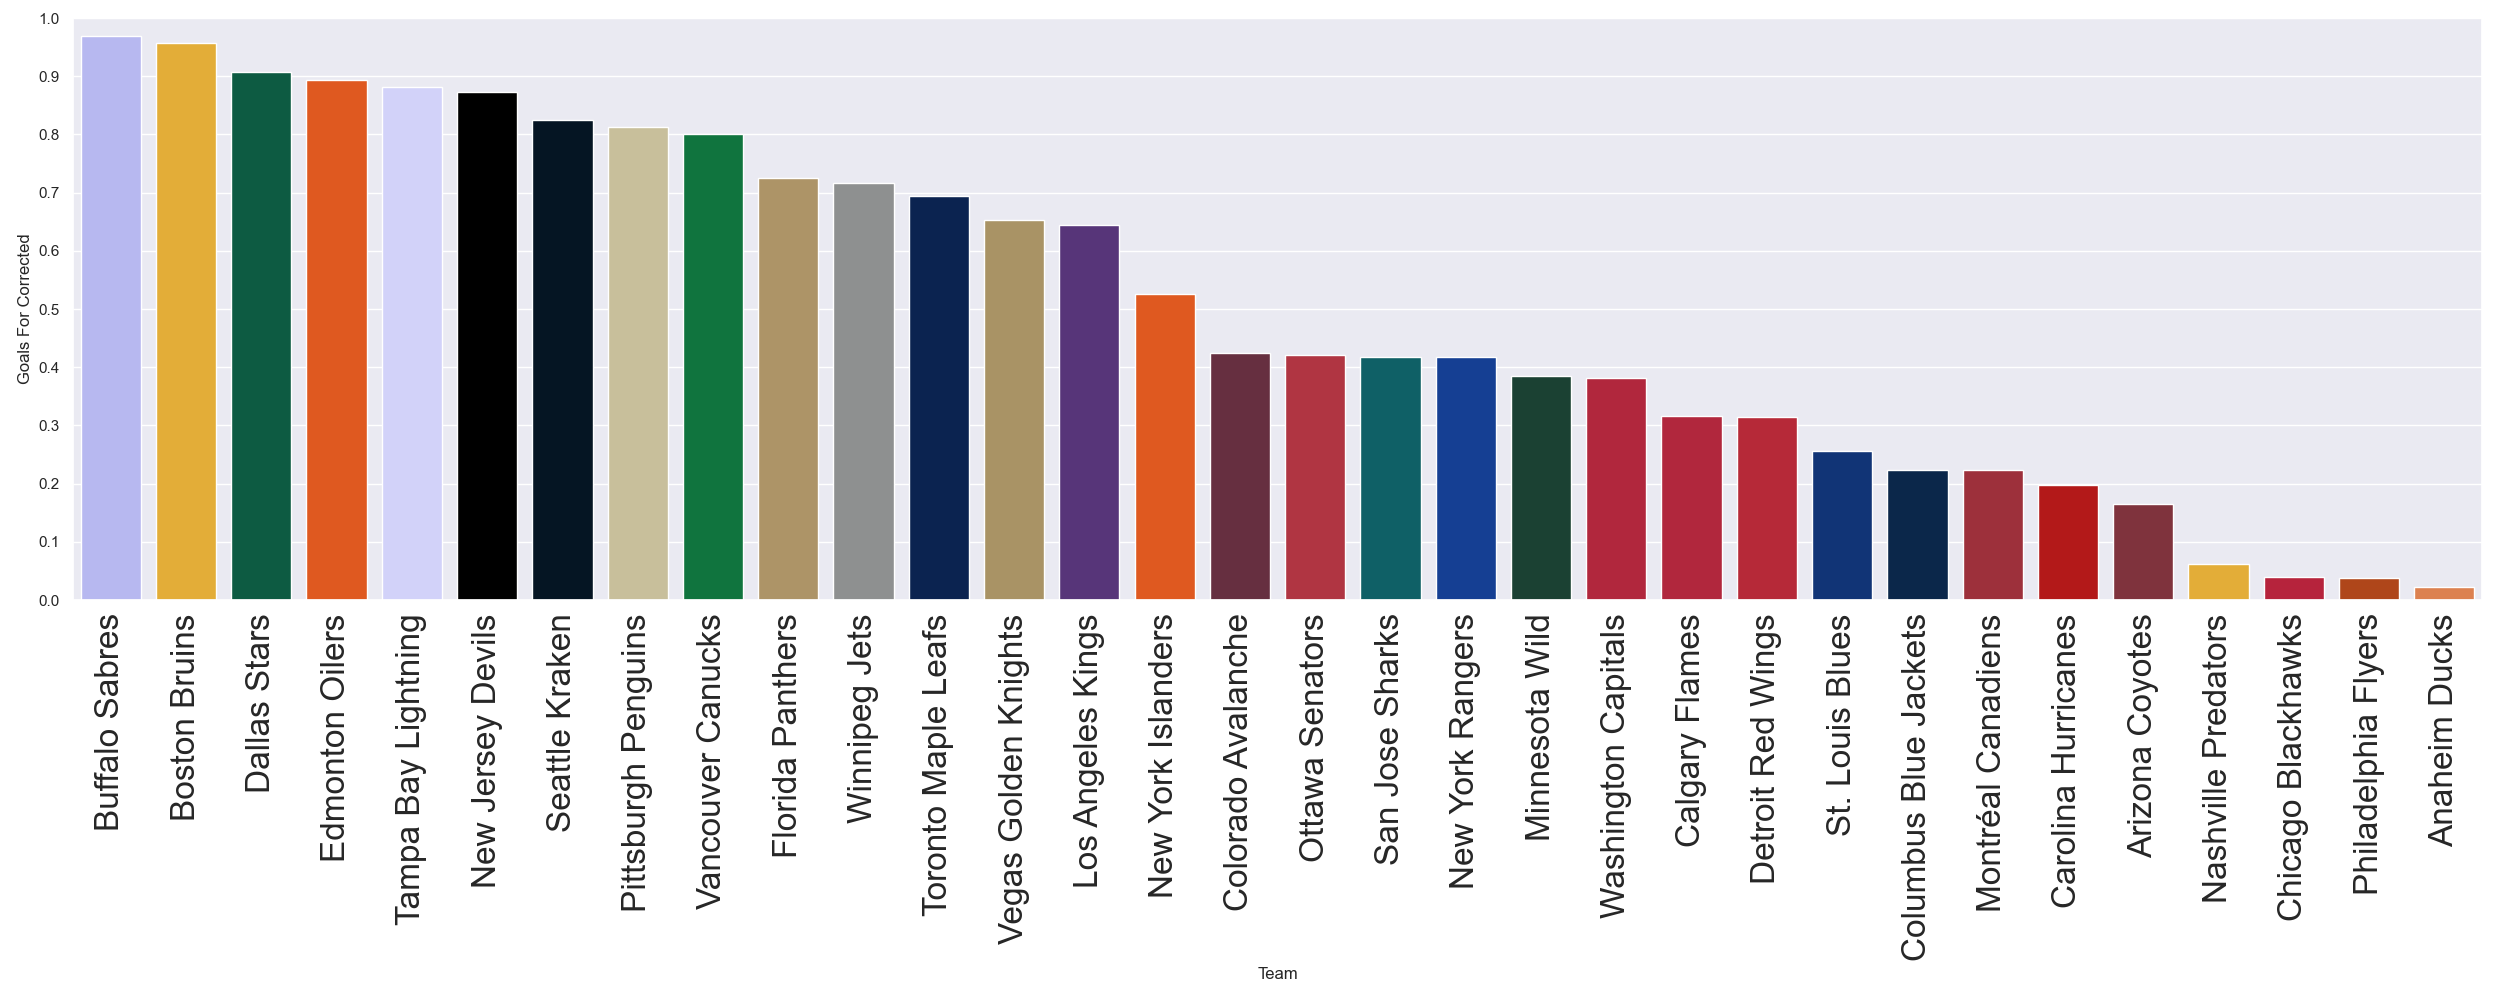 1.0
0.9
0.8
0.7
0.6
0.5
0.4
0.3
0.2
0.1
0.0
Goals For Corrected
Buffalo Sabres
Boston Bruins
Dallas Stars
Edmonton Oilers
Tampa Bay Lightning
New Jersey Devils
Seattle Kraken
Pittsburgh Penguins
Vancouver Canucks
Florida Panthers
Winnipeg Jets
Toronto Maple Leafs
Vegas Golden Knights
Los Angeles Kings
New York Islanders
Colorado Avalanche
Ottawa Senators
San Jose Sharks
New York Rangers
Minnesota Wild
Washington Capitals
Calgary Flames
Detroit Red Wings
St. Louis Blues
Columbus Blue Jackets
Montréal Canadiens
Carolina Hurricanes
Arizona Coyotes
Nashville Predators
Chicago Blackhawks
Philadelphia Flyers
Anaheim Ducks
Team